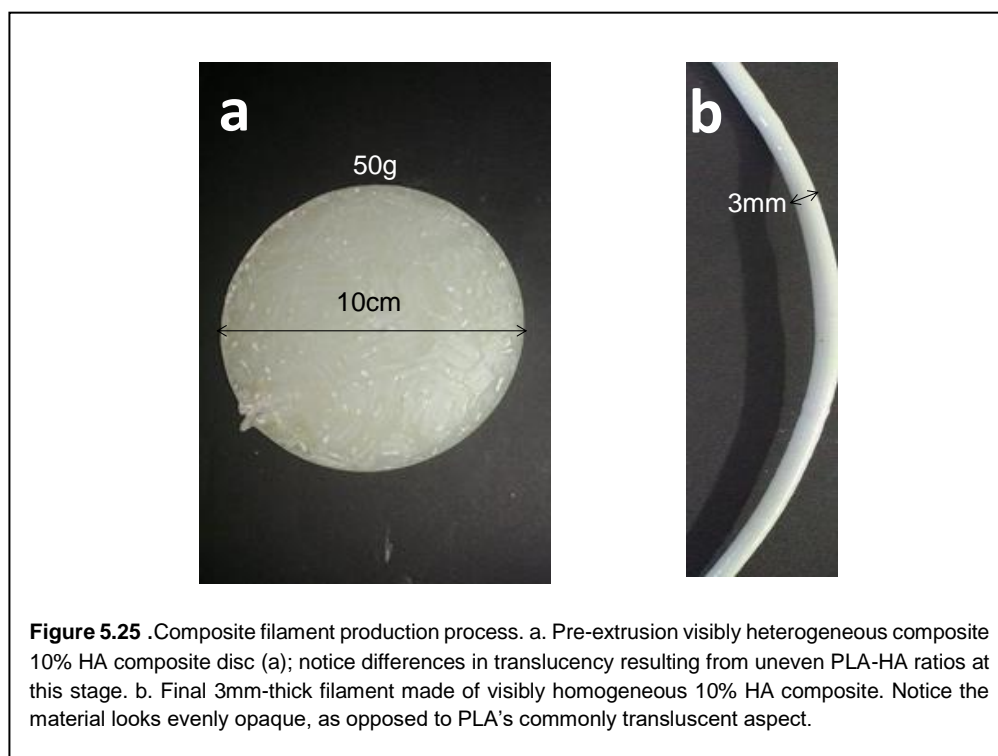 a
b
50g
3mm
10cm
Figure 5.25 .Composite filament production process. a. Pre-extrusion visibly heterogeneous composite
10% HA composite disc (a); notice differences in translucency resulting from uneven PLA-HA ratios at
this stage. b. Final 3mm-thick filament made of visibly homogeneous 10% HA composite. Notice the
material looks evenly opaque, as opposed to PLA’s commonly transluscent aspect.